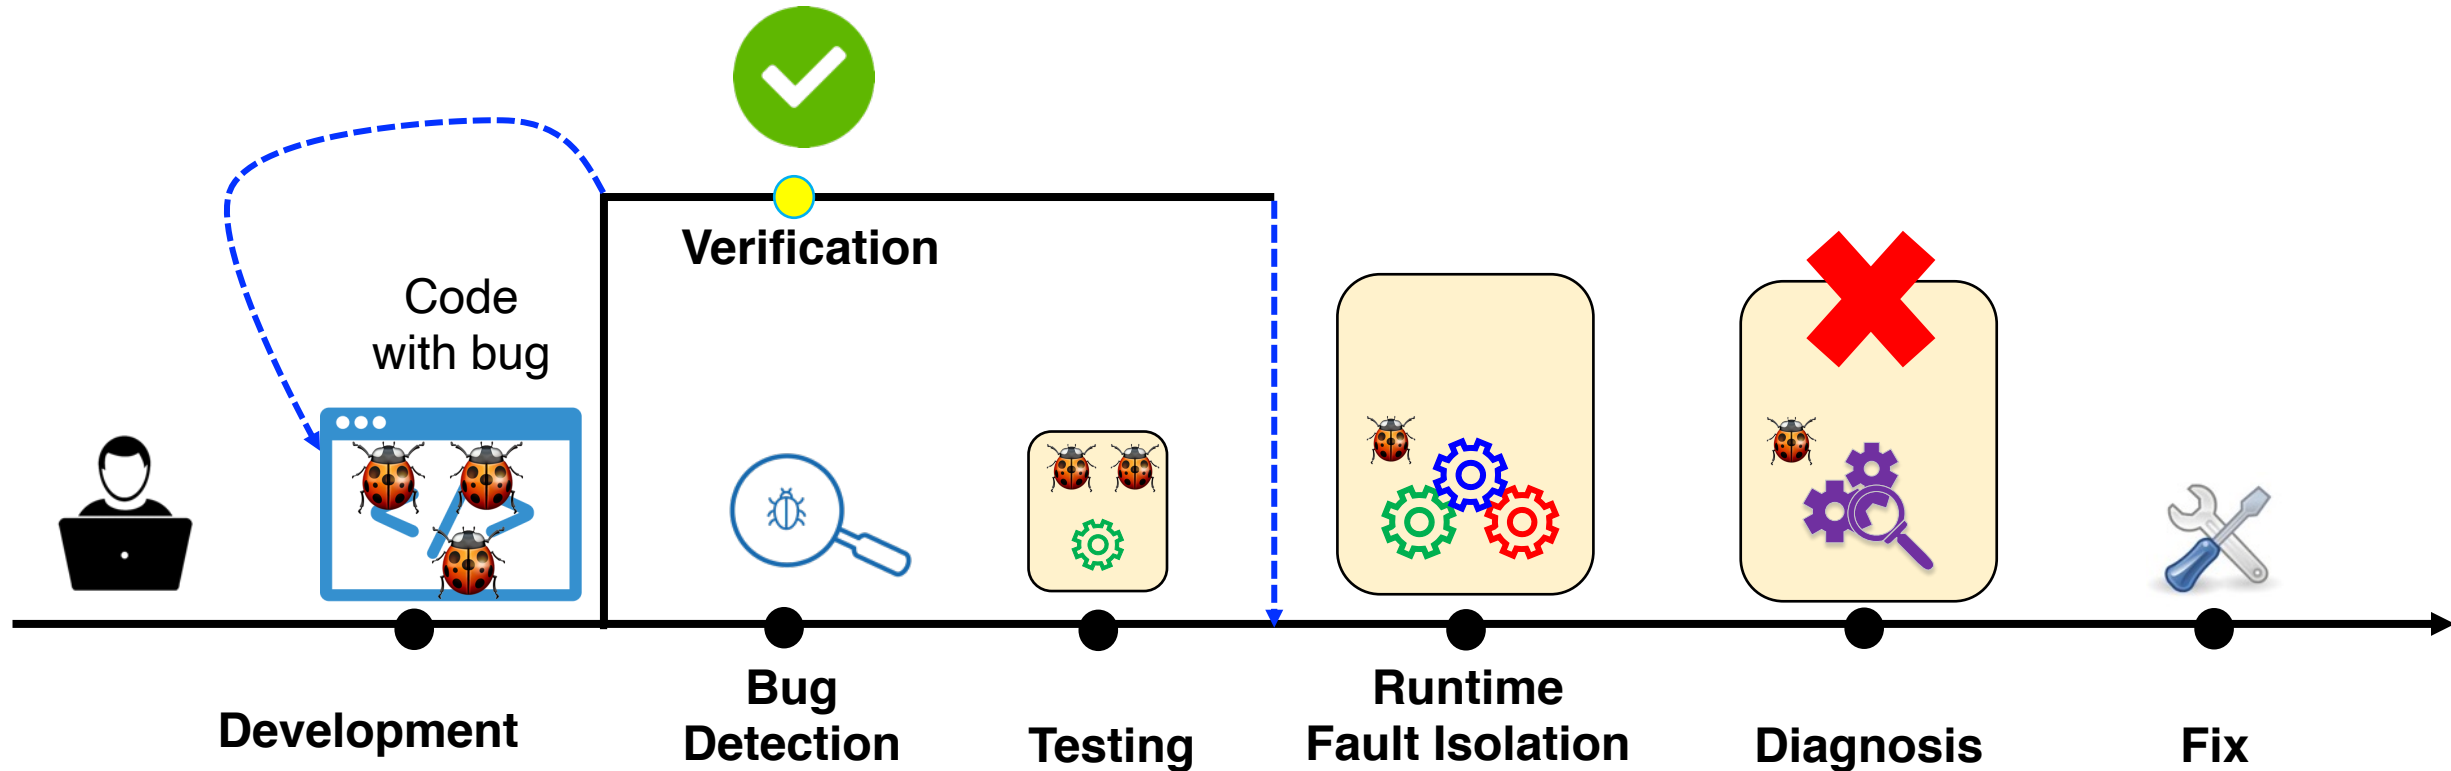 Verification
Code
with bug
Development
Bug
Detection
Testing
Runtime
Fault Isolation
Diagnosis
Fix